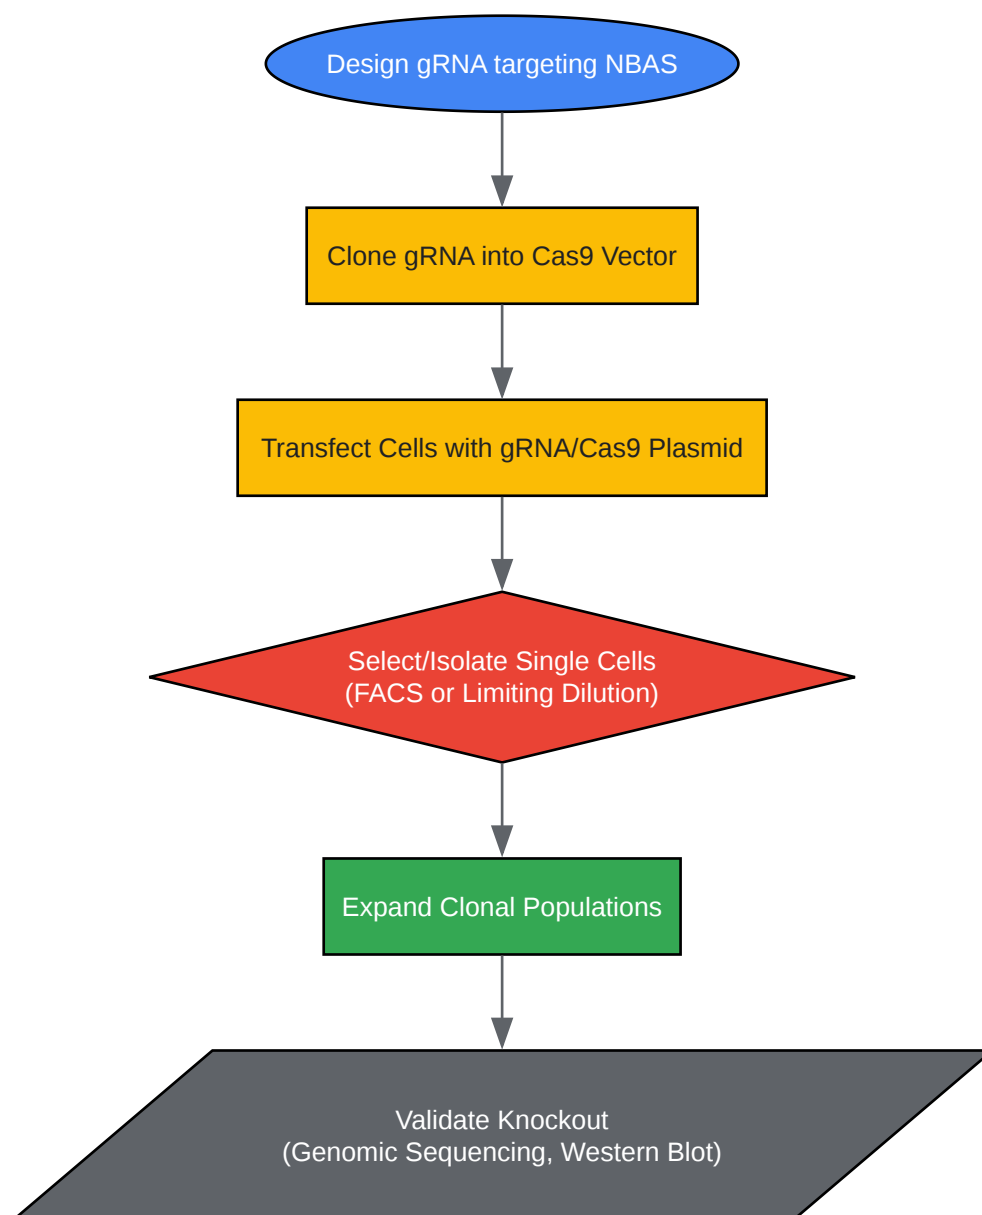 Design gRNA targeting NBAS
Clone gRNA into Cas9 Vector
Transfect Cells with gRNA/Cas9 Plasmid
Select/Isolate Single Cells
(FACS or Limiting Dilution)
Expand Clonal Populations
Validate Knockout
(Genomic Sequencing, Western Blot)